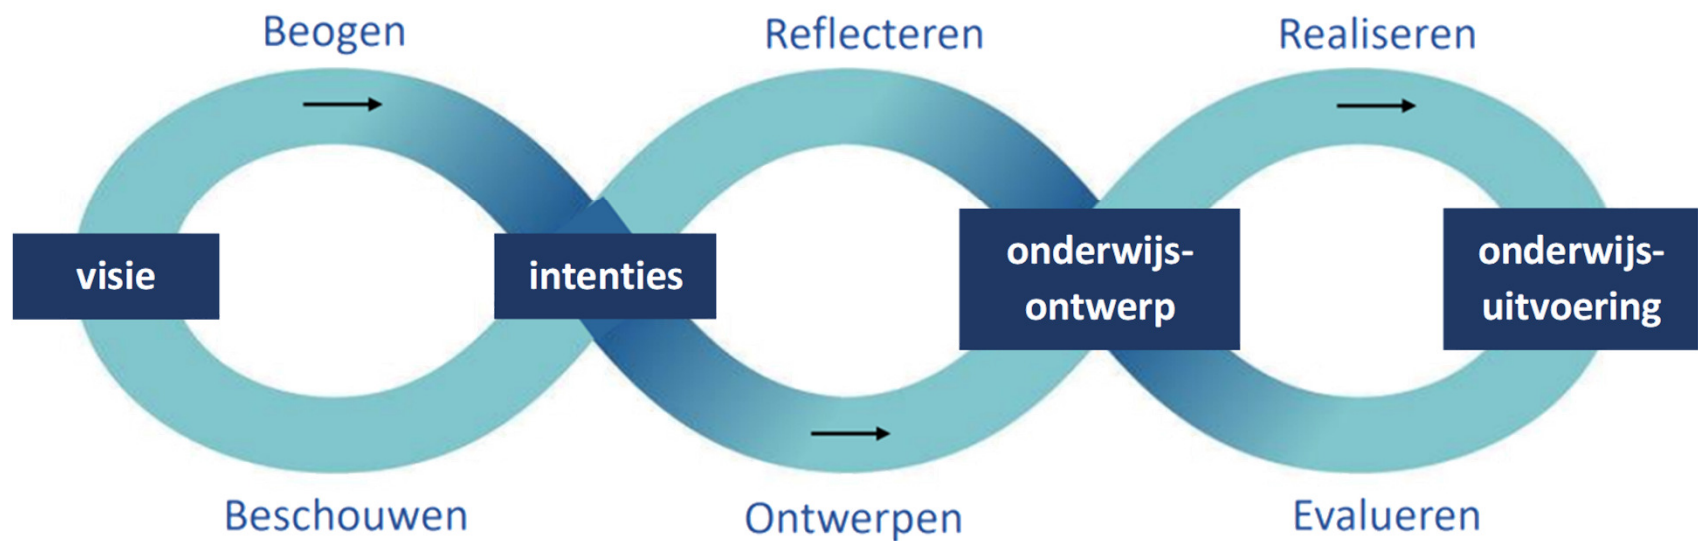 Beogen
Reflecteren
Realiseren
visie
intenties
onderwijs-
ontwerp
onderwijs-
uitvoering
Beschouwen
Ontwerpen
Evalueren